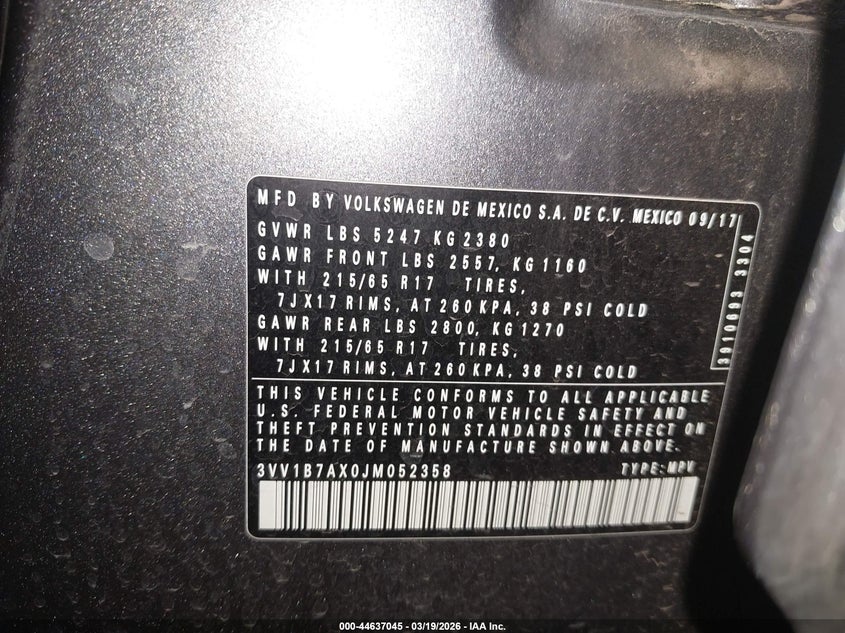 MFD BY VOLKSWAGEN DE MEXICO S.A. DE C.V. MEXICO 09/17
GVWR LBS 5247 KG 2380
GAWR FRONT LBS 2557, KG 1160
WITH 215/65 R17 TIRES,
7JX17 RIMS, AT 260 KPA, 38 PSI COLD
GAWR REAR LBS 2800, KG 1270
WITH 215/65 R17 TIRES,
7JX17 RIMS, AT 260 KPA, 38 PSI COLD
3910693 3304
THIS VEHICLE CONFORMS TO ALL APPLICABLE
U.S. FEDERAL MOTOR VEHICLE SAFETY AND
THEFT PREVENTION STANDARDS IN EFFECT ON
THE DATE OF MANUFACTURE SHOWN ABOVE.
3VV1B7AX0JM052358 TYPE: MPV
000-44637045 - 03/19/2026 - IAA Inc.